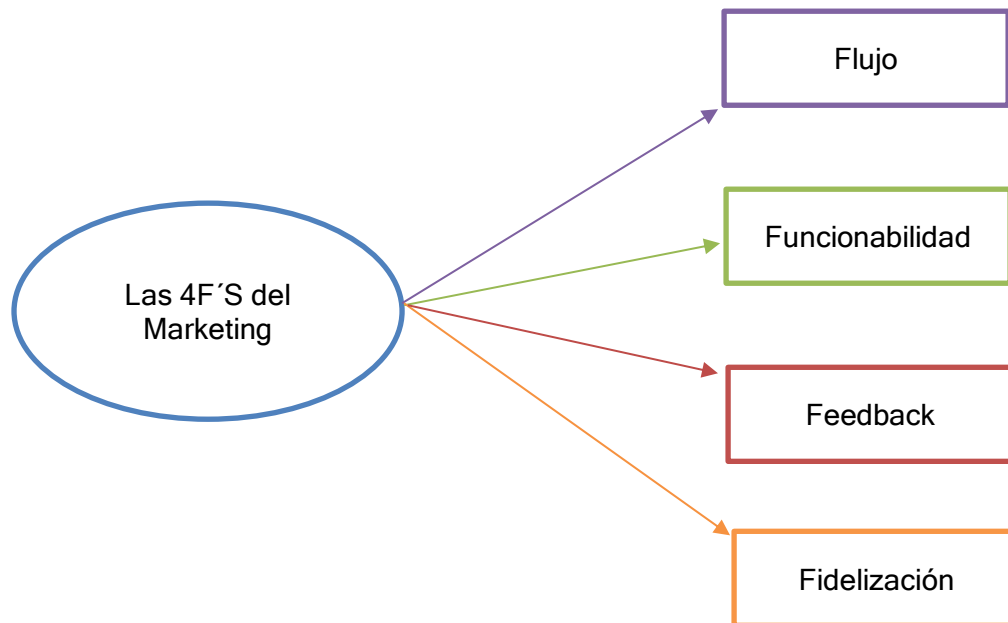 Flujo
Funcionabilidad
Las 4F´S del
Marketing
Feedback
Fidelización